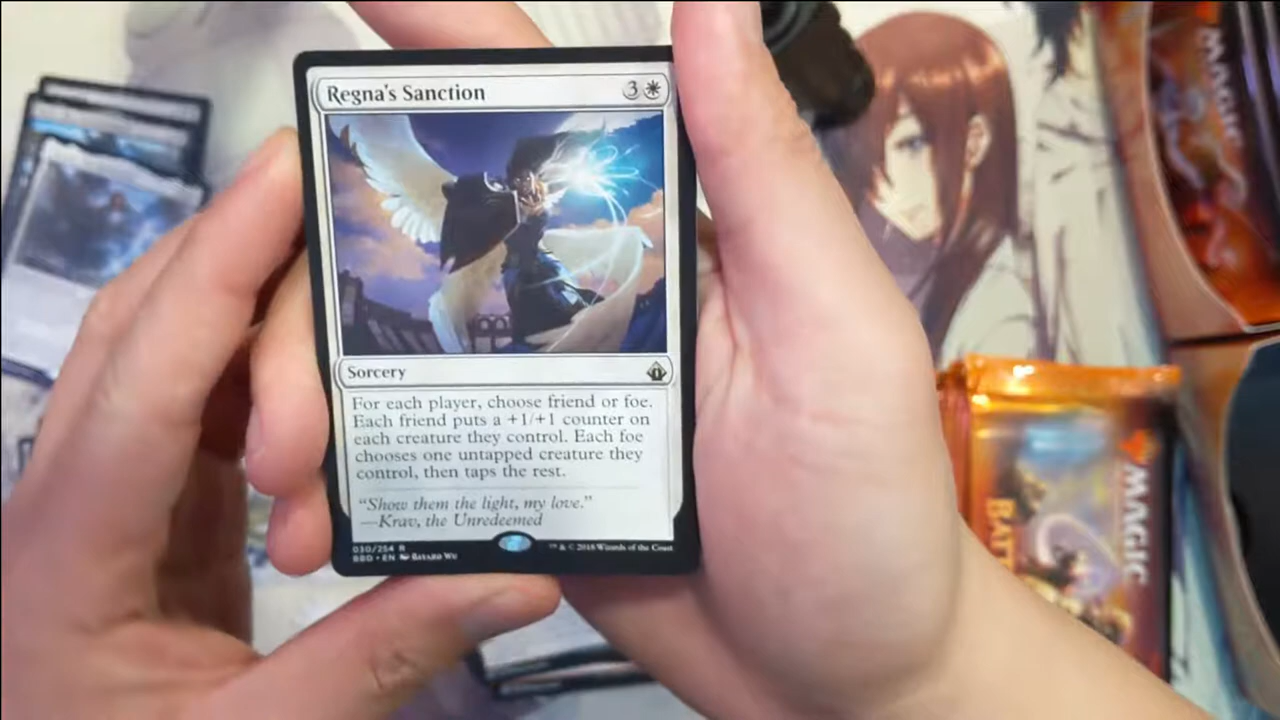 Regna's Sanction 3
Sorcery
For each player, choose friend or foe.
Each friend puts a +1/+1 counter on
each creature they control. Each foe
chooses one untapped creature they
control, then taps the rest.
"Show them the light, my love."
—Krav, the Unredeemed
030/254 R
BBD • EN Bayard Wu
™ & © 2018 Wizards of the Coast
MAGIC
MAGIC
BAT